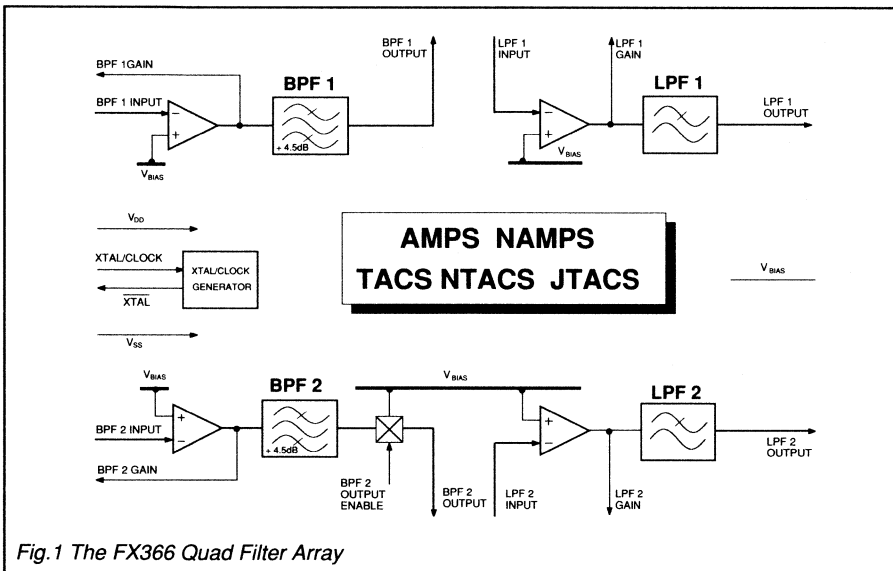 BPF 1GAIN
BPF 1 INPUT
VBIAS
BPF 1
+ 4.5dB
BPF 1
OUTPUT
LPF 1
INPUT
LPF 1
GAIN
VBIAS
LPF 1
LPF 1
OUTPUT
VDD
XTAL/CLOCK
XTAL
XTAL/CLOCK
GENERATOR
VSS
AMPS NAMPS
TACS NTACS JTACS
VBIAS
VBIAS
BPF 2 INPUT
BPF 2 GAIN
BPF 2
+ 4.5dB
BPF 2
OUTPUT
ENABLE
VBIAS
BPF 2
OUTPUT
LPF 2
INPUT
LPF 2
GAIN
LPF 2
LPF 2
OUTPUT
Fig.1 The FX366 Quad Filter Array